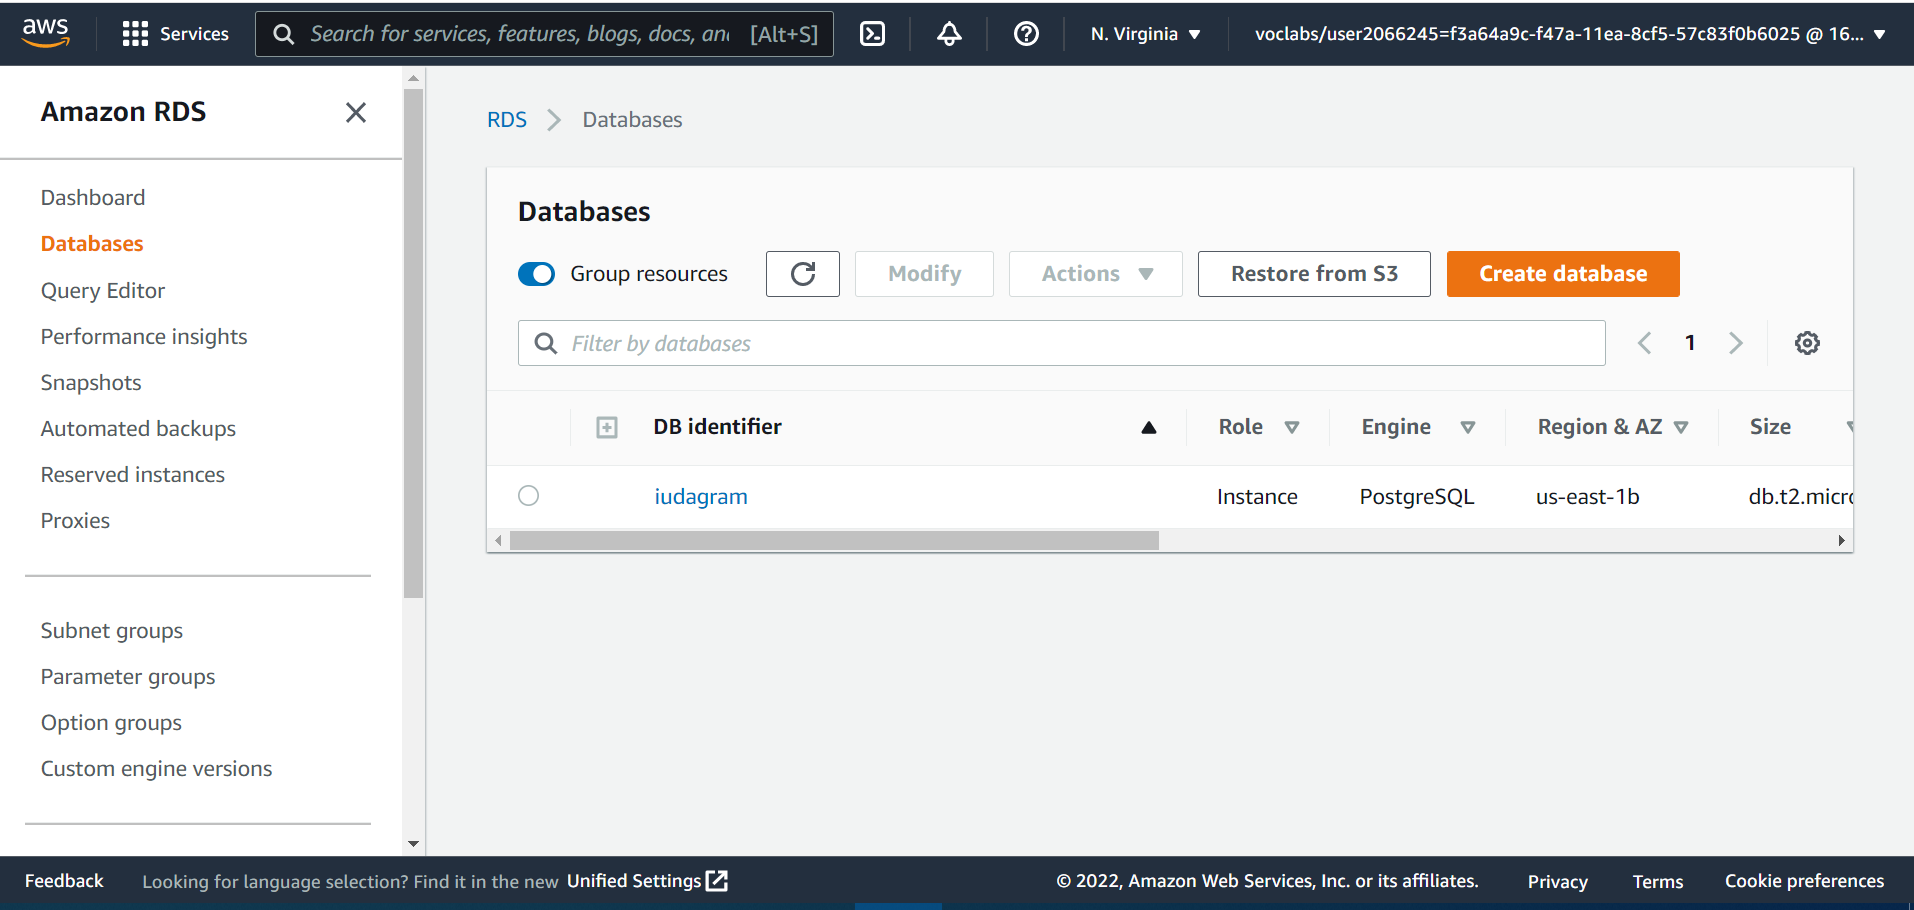 aws
Services
Search for services, features, blogs, docs, an
[Alt+S]
N. Virginia
voclabs/user2066245=f3a64a9c-f47a-11ea-8cf5-57c83f0b6025 @ 16...
Amazon RDS
Dashboard
Databases
Query Editor
Performance insights
Snapshots
Automated backups
Reserved instances
Proxies
Subnet groups
Parameter groups
Option groups
Custom engine versions
RDS
Databases
Databases
Group resources
Modify
Actions
Restore from S3
Create database
Filter by databases
1
DB identifier
Role
Engine
Region & AZ
Size
iudagram
Instance
PostgreSQL
us-east-1b
db.t2.micro
Feedback
Looking for language selection? Find it in the new Unified Settings
© 2022, Amazon Web Services, Inc. or its affiliates.
Privacy
Terms
Cookie preferences